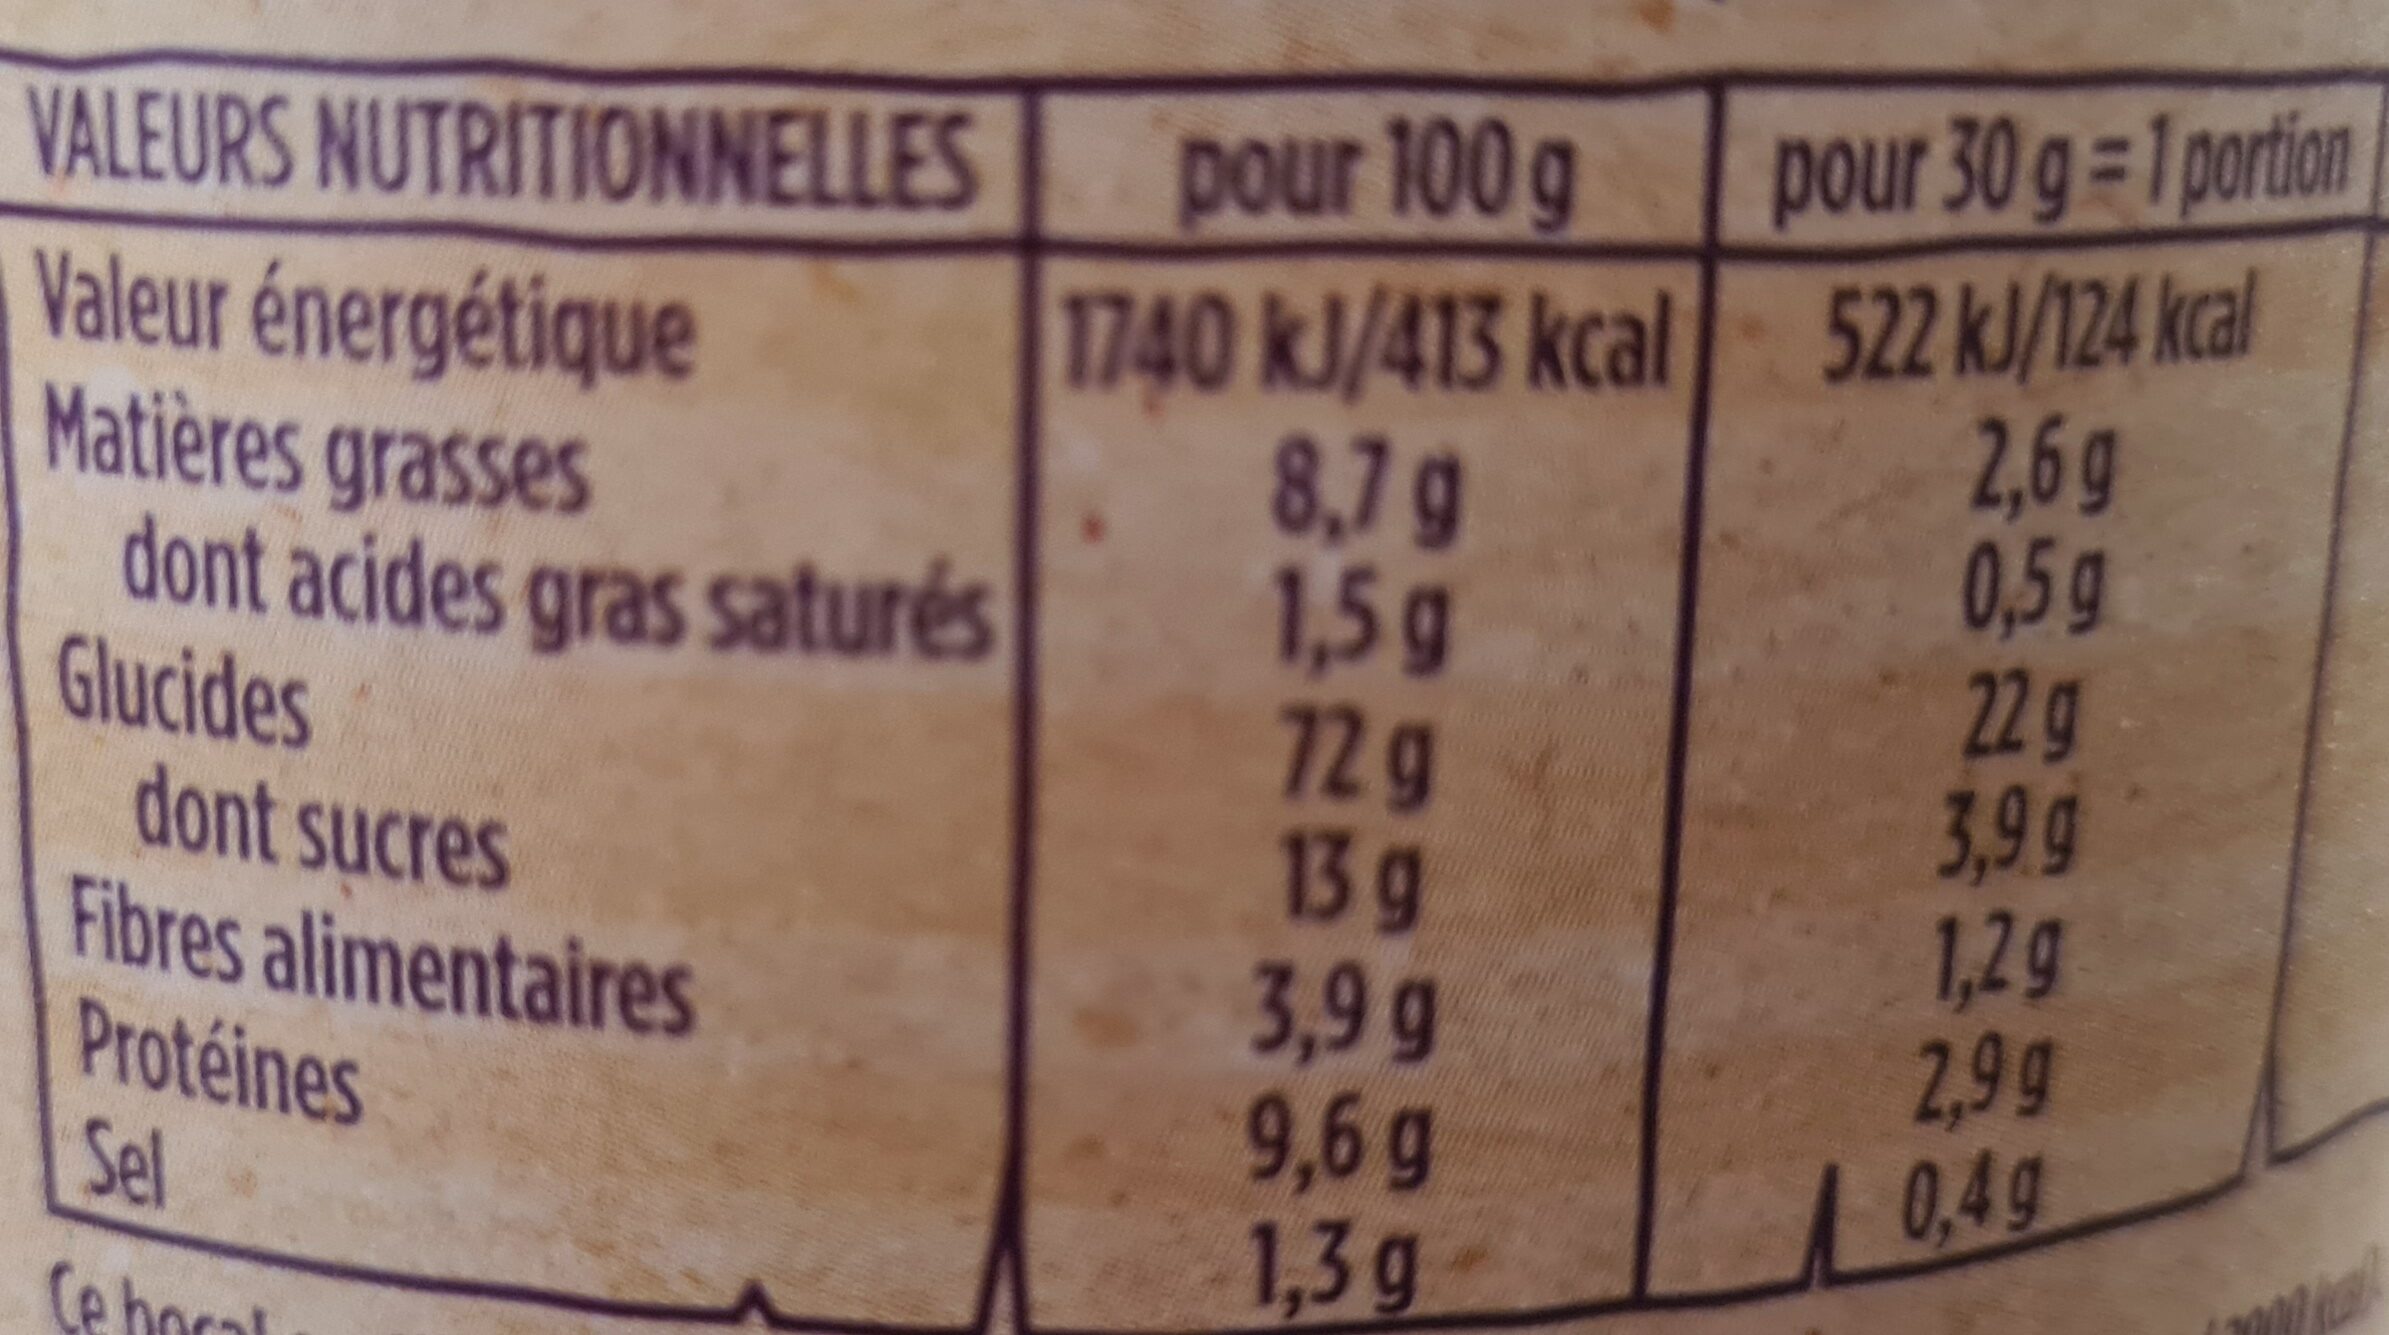 VALEURS NUTRITIONNELLES pour 100 g pour 30 g = 1 portion
Valeur énergétique 1740 kJ/413 kcal 522 kJ/124 kcal
Matières grasses 8,7 g 2,6 g
dont acides gras saturés 1,5 g 0,5 g
Glucides 72 g 22 g
dont sucres 13 g 3,9 g
Fibres alimentaires 3,9 g 1,2 g
Protéines 9,6 g 2,9 g
Sel 1,3 g 0,4 g
Ce bocal